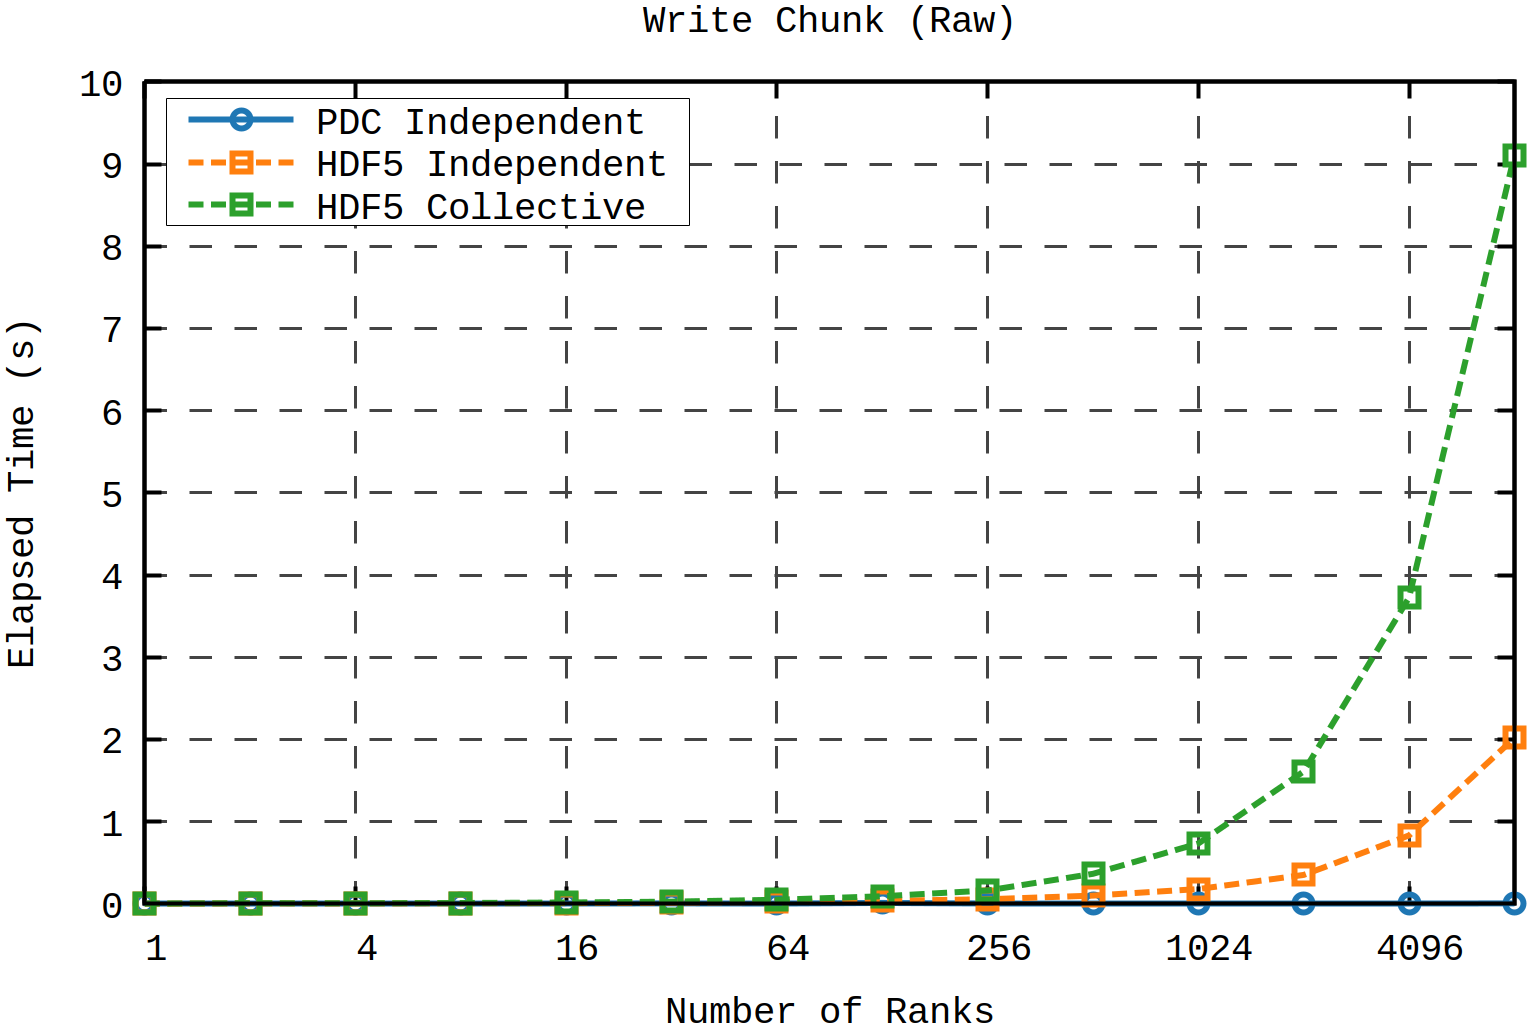 Write Chunk (Raw)
PDC Independent
HDF5 Independent
HDF5 Collective
10
9
8
7
6
5
4
3
2
1
0
Elapsed Time (s)
1 4 16 64 256 1024 4096
Number of Ranks